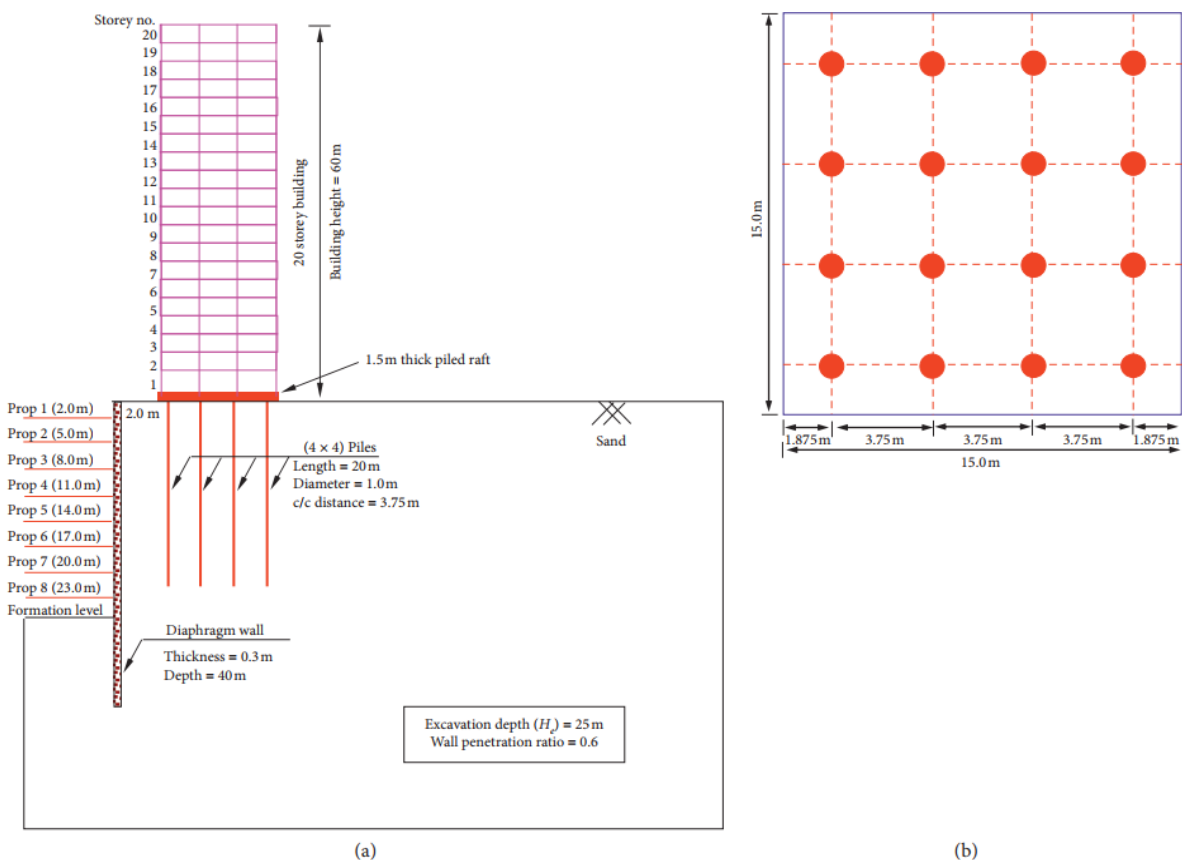 Storey no.
20
19
18
17
16
15
14
13
12
11
10
9
8
7
6
5
4
3
2
1
20 storey building
Building height = 60 m
1.5 m thick piled raft
Prop 1 (2.0 m)
Prop 2 (5.0 m)
Prop 3 (8.0 m)
Prop 4 (11.0 m)
Prop 5 (14.0 m)
Prop 6 (17.0 m)
Prop 7 (20.0 m)
Prop 8 (23.0 m)
Formation level
2.0 m
(4 × 4) Piles
Length = 20 m
Diameter = 1.0 m
c/c distance = 3.75 m
Sand
Diaphragm wall
Thickness = 0.3 m
Depth = 40 m
Excavation depth (He) = 25 m
Wall penetration ratio = 0.6
(a)
15.0 m
1.875 m 3.75 m 3.75 m 3.75 m 1.875 m
15.0 m
(b)